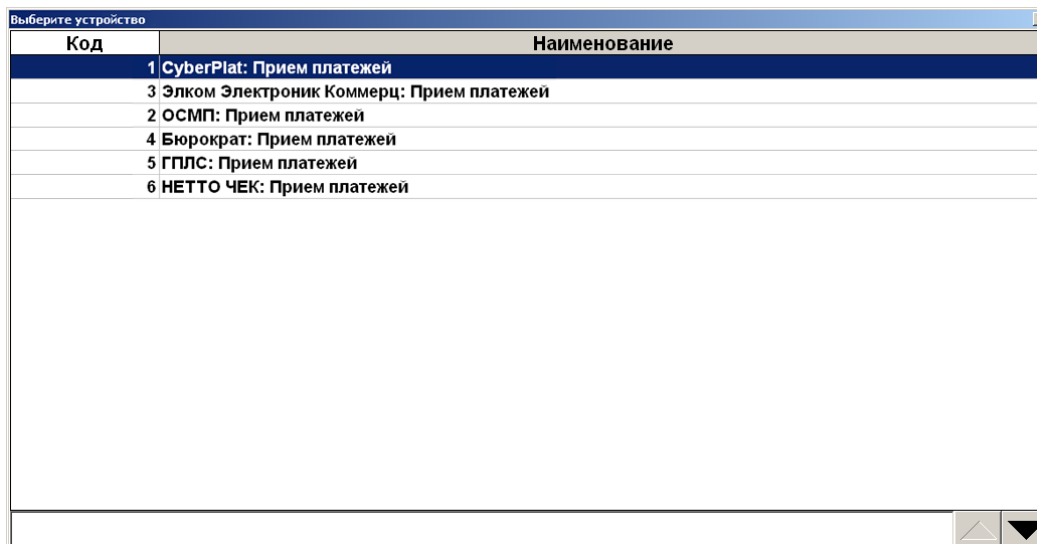 Выберите устройство
Код Наименование
1 CyberPlat: Прием платежей
3 Элком Электроник Коммерц: Прием платежей
2 ОСМП: Прием платежей
4 Бюрократ: Прием платежей
5 ГПЛС: Прием платежей
6 НЕТТО ЧЕК: Прием платежей